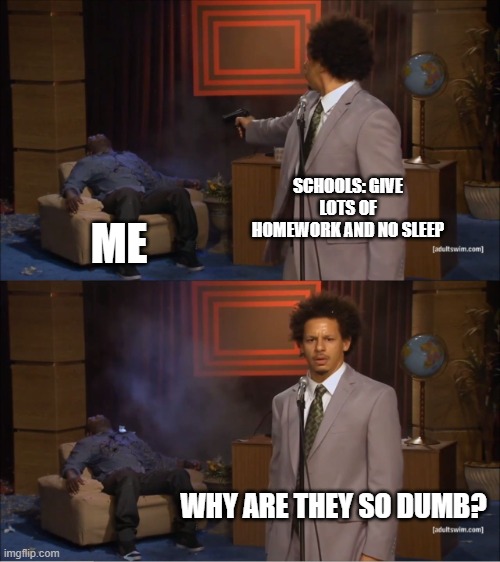 SCHOOLS: GIVE
LOTS OF
HOMEWORK AND NO SLEEP
ME
[adultswim.com]
WHY ARE THEY SO DUMB?
[adultswim.com]
imgflip.com